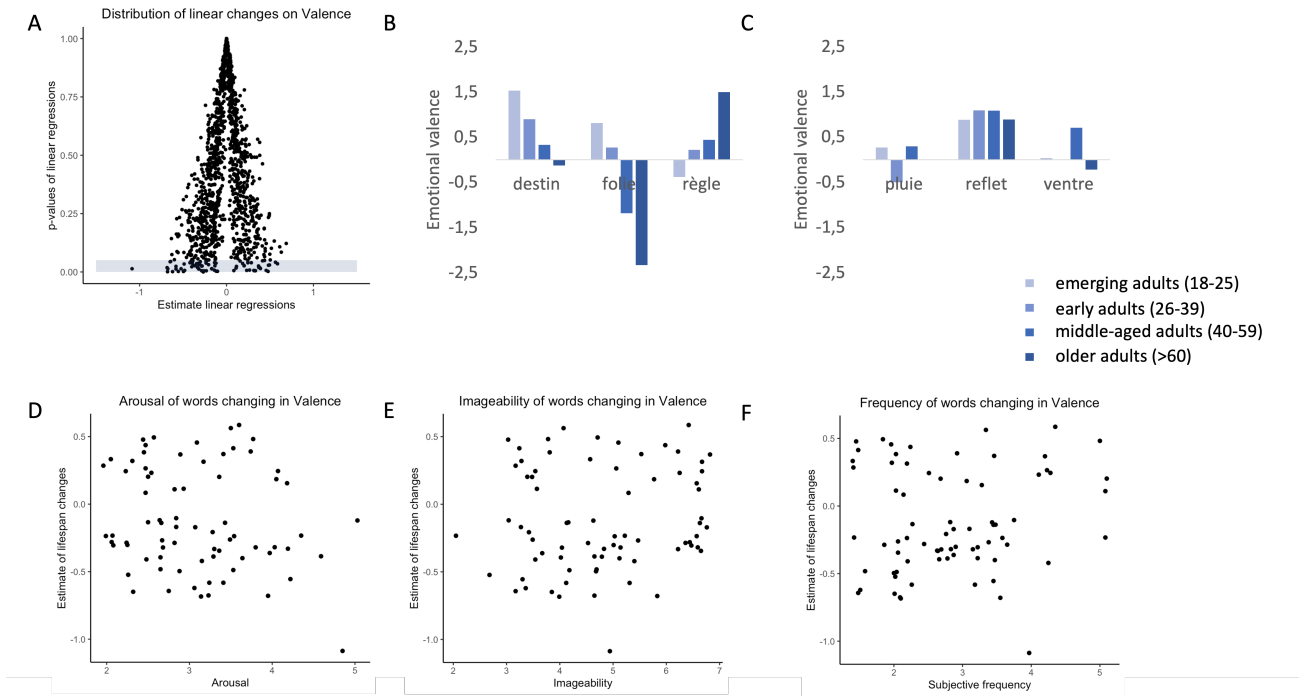 A
Distribution of linear changes on Valence
p-values of linear regressions
1.00
0.75
0.50
0.25
0.00
-1
0
1
Estimate linear regressions
B
Emotional valence
2,5
1,5
0,5
-0,5
-1,5
-2,5
destin
folle
règle
C
Emotional valence
2,5
1,5
0,5
-0,5
-1,5
-2,5
pluie
reflet
ventre
emerging adults (18-25)
early adults (26-39)
middle-aged adults (40-59)
older adults (>60)
D
Arousal of words changing in Valence
Estimate of lifespan changes
0.5
0.0
-0.5
-1.0
2
3
4
5
Arousal
E
Imageability of words changing in Valence
Estimate of lifespan changes
0.5
0.0
-0.5
-1.0
2
3
4
5
6
7
Imageability
F
Frequency of words changing in Valence
Estimate of lifespan changes
0.5
0.0
-0.5
-1.0
2
3
4
5
Subjective frequency